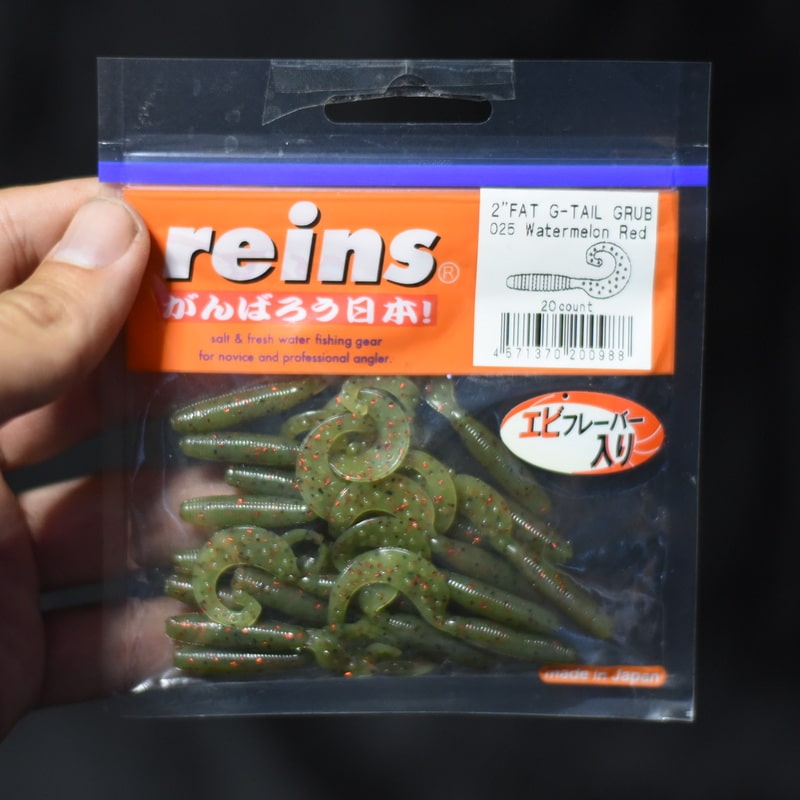 reins®
がんばろう日本!
salt & fresh water fishing gear
for novice and professional angler.
2"FAT G-TAIL GRUB
025 Watermelon Red
20count
4 571370 200988
エビフレーバー
入り
made in Japan